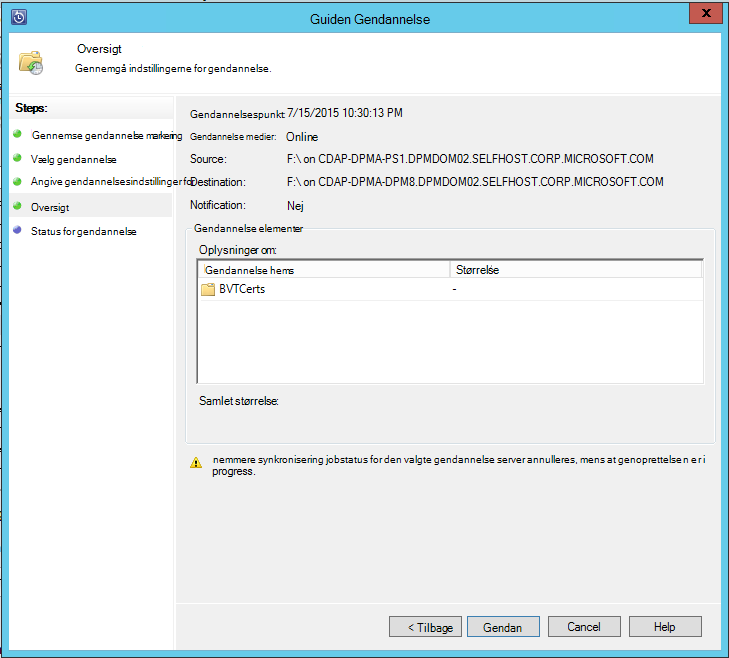 Guiden Gendannelse
x
Oversigt
Gennemgå indstillingerne for gendannelse.
Steps:
Gennemse gendannelse markering
Vælg gendannelse
Angive gendannelsesindstillinger for
Oversigt
Status for gendannelse
Gendannelsespunkt 7/15/2015 10:30:13 PM
Gendannelse medier: Online
Source: F:\ on CDAP-DPMA-PS1.DPMDOM02.SELFHOST.CORP.MICROSOFT.COM
Destination: F:\ on CDAP-DPMA-DPM8.DPMDOM02.SELFHOST.CORP.MICROSOFT.COM
Notification: Nej
Gendannelse elementer
Oplysninger om:
Gendannelse hems Størrelse
BVTCerts -
Samlet størrelse:
nemmere synkronisering jobstatus for den valgte gendannelse server annulleres, mens at genoprettelsen er i
progress.
< Tilbage Gendan Cancel Help